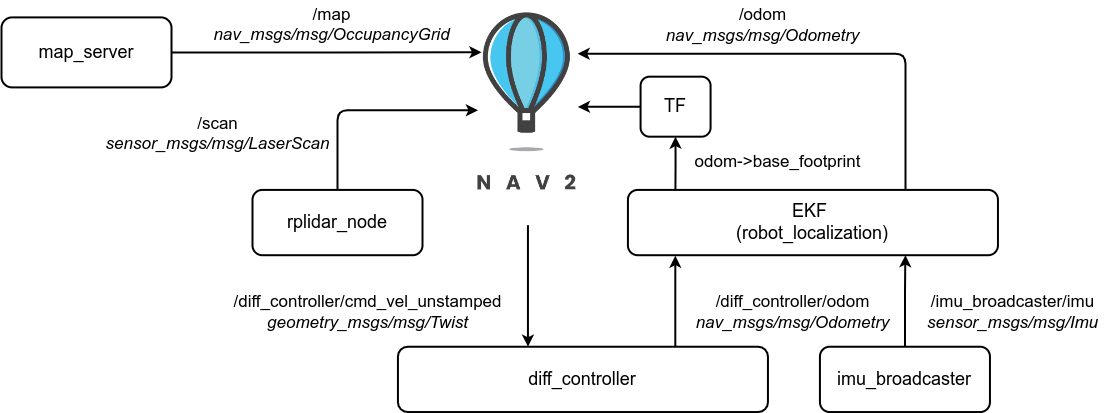 /map
nav_msgs/msg/OccupancyGrid
/odom
nav_msgs/msg/Odometry
map_server
TF
/scan
sensor_msgs/msg/LaserScan
odom->base_footprint
N A V 2
rplidar_node
EKF
(robot_localization)
/diff_controller/cmd_vel_unstamped
geometry_msgs/msg/Twist
/diff_controller/odom
nav_msgs/msg/Odometry
/imu_broadcaster/imu
sensor_msgs/msg/Imu
diff_controller
imu_broadcaster